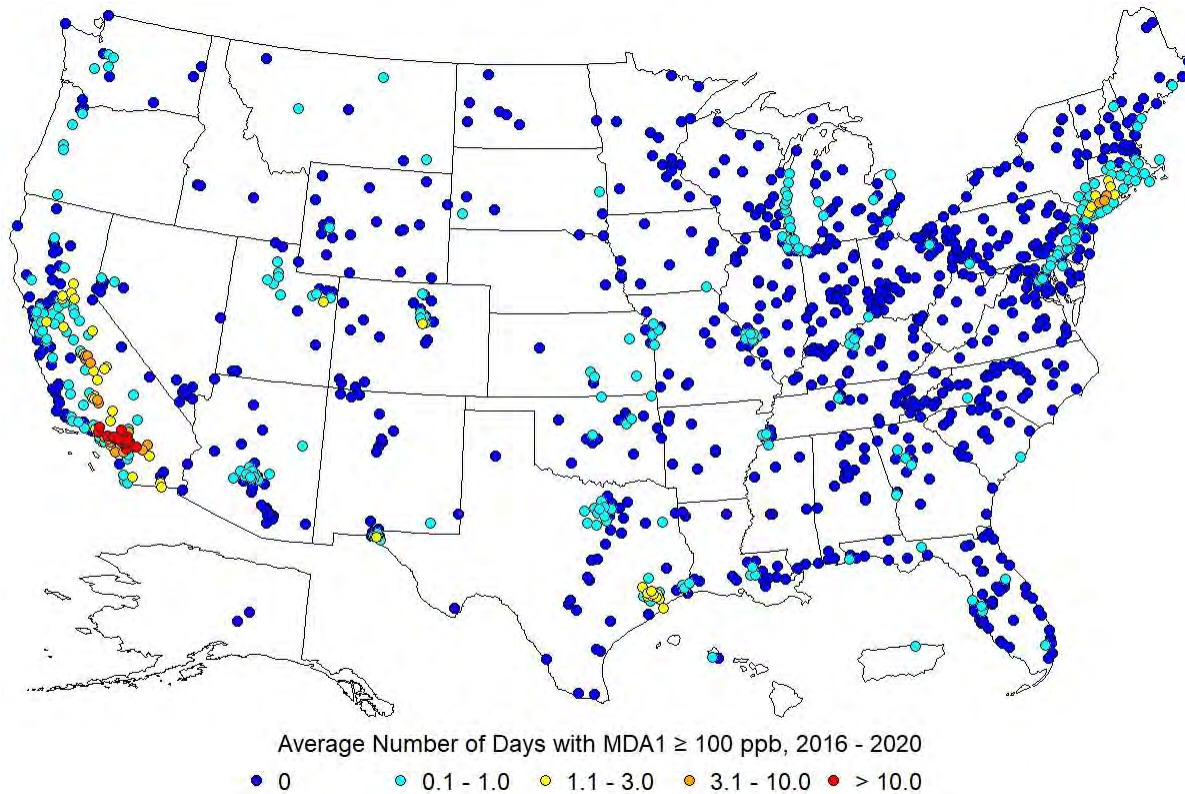 Average Number of Days with MDA1 ≥ 100 ppb, 2016 - 2020
0 0.1 - 1.0 1.1 - 3.0 3.1 - 10.0 > 10.0